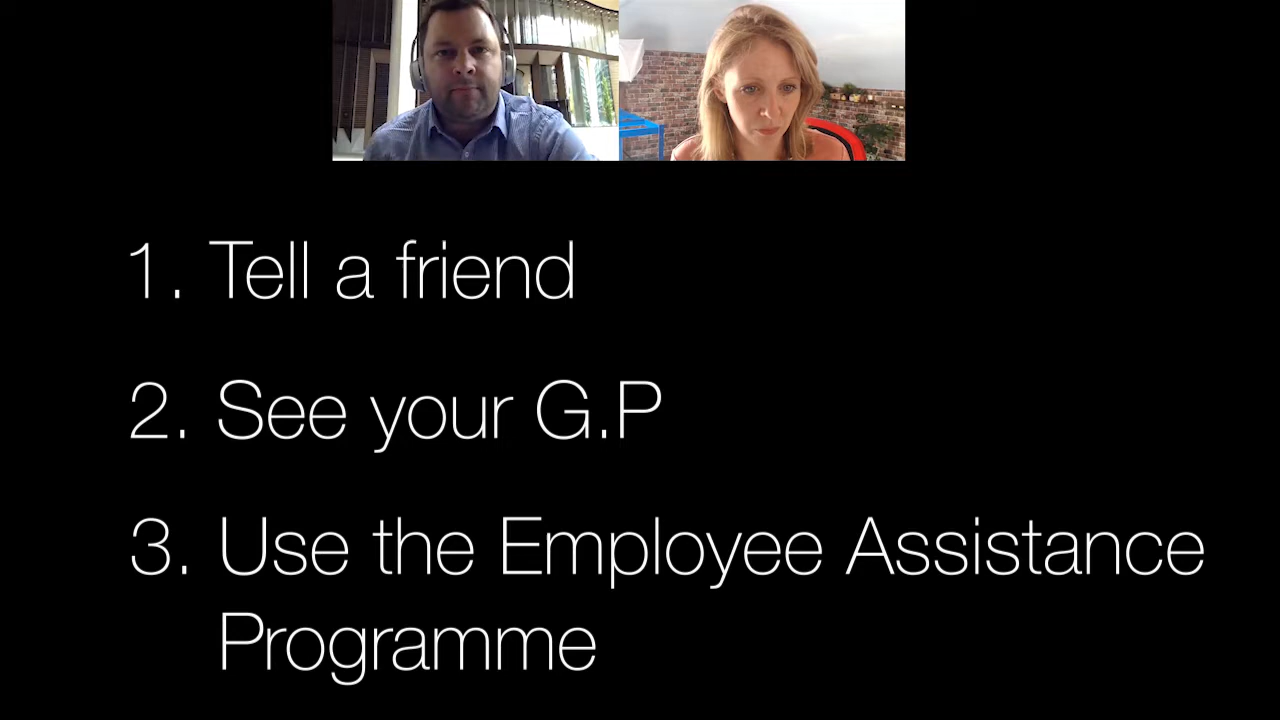 1. Tell a friend
2. See your G.P
3. Use the Employee Assistance
Programme